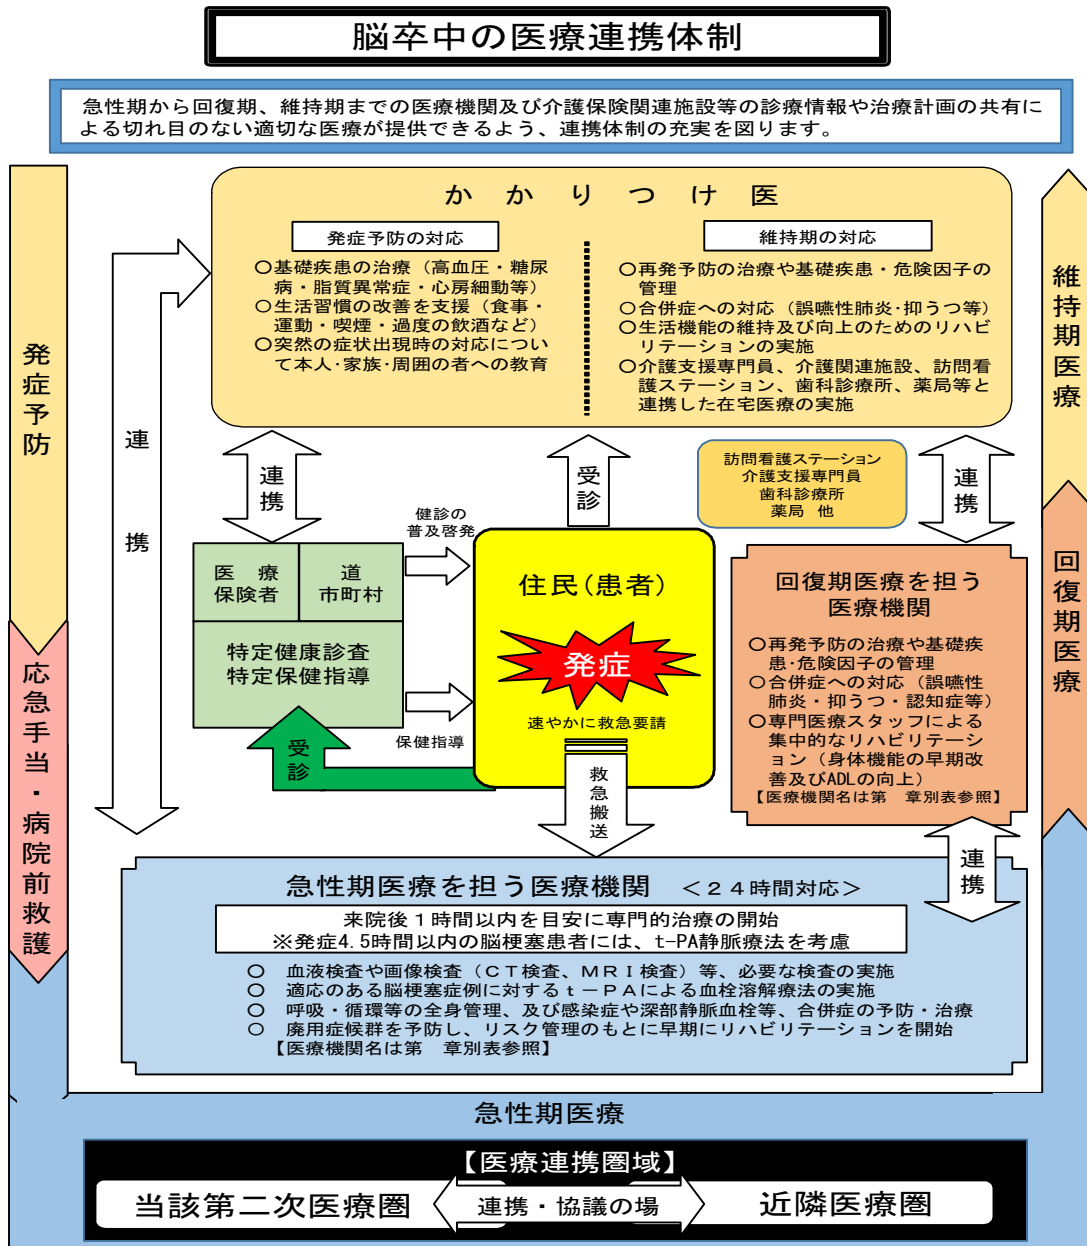 脳卒中の医療連携体制
急性期から回復期、維持期までの医療機関及び介護保険関連施設等の診療情報や治療計画の共有に
よる切れ目のない適切な医療が提供できるよう、連携体制の充実を図ります。
発症予防
応急手当・病院前救護
維持期医療
回復期医療
連携
かかりつけ医
発症予防の対応
○基礎疾患の治療（高血圧・糖尿
病・脂質異常症・心房細動等）
○生活習慣の改善を支援（食事・
運動・喫煙・過度の飲酒など）
○突然の症状出現時の対応につい
て本人・家族・周囲の者への教育
維持期の対応
○再発予防の治療や基礎疾患・危険因子の
管理
○合併症への対応（誤嚥性肺炎・抑うつ等）
○生活機能の維持及び向上のためのリハビ
リテーションの実施
○介護支援専門員、介護関連施設、訪問看
護ステーション、歯科診療所、薬局等と
連携した在宅医療の実施
連携
受診
訪問看護ステーション
介護支援専門員
歯科診療所
薬局 他
連携
医療
保険者
道
市町村
特定健康診査
特定保健指導
健診の
普及啓発
保健指導
受診
住民(患者)
発症
速やかに救急要請
救急搬送
回復期医療を担う
医療機関
○再発予防の治療や基礎疾
患・危険因子の管理
○合併症への対応（誤嚥性
肺炎・抑うつ・認知症等）
○専門医療スタッフによる
集中的なリハビリテーシ
ョン（身体機能の早期改
善及びADLの向上）
【医療機関名は第　章別表参照】
連携
急性期医療を担う医療機関　＜２４時間対応＞
来院後１時間以内を目安に専門的治療の開始
※発症4.5時間以内の脳梗塞患者には、t-PA静脈療法を考慮
○　血液検査や画像検査（ＣＴ検査、ＭＲＩ検査）等、必要な検査の実施
○　適応のある脳梗塞症例に対するｔ－ＰＡによる血栓溶解療法の実施
○　呼吸・循環等の全身管理、及び感染症や深部静脈血栓等、合併症の予防・治療
○　廃用症候群を予防し、リスク管理のもとに早期にリハビリテーションを開始
【医療機関名は第　章別表参照】
急性期医療
【医療連携圏域】
当該第二次医療圏
連携・協議の場
近隣医療圏